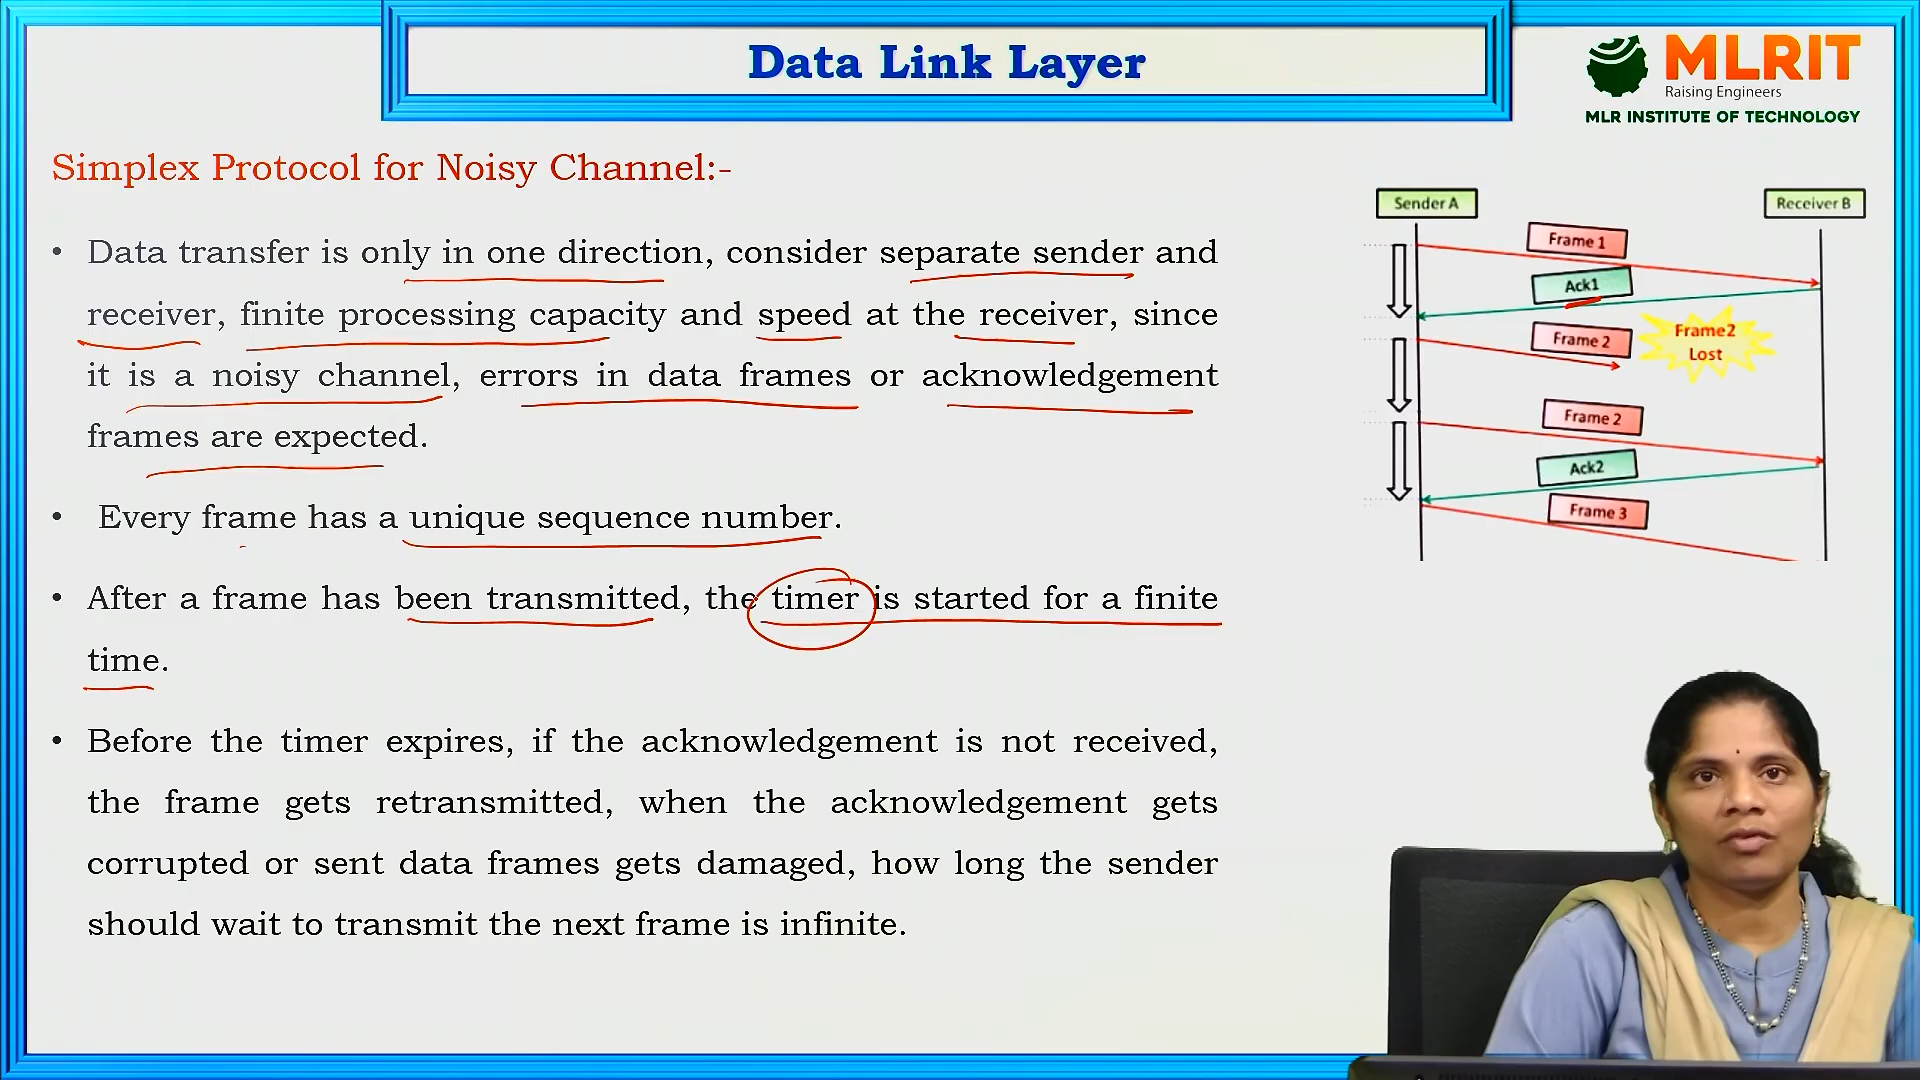 Data Link Layer
MLRIT
Raising Engineers
MLR INSTITUTE OF TECHNOLOGY
Simplex Protocol for Noisy Channel:-
• Data transfer is only in one direction, consider separate sender and
receiver, finite processing capacity and speed at the receiver, since
it is a noisy channel, errors in data frames or acknowledgement
frames are expected.
• Every frame has a unique sequence number.
• After a frame has been transmitted, the timer is started for a finite
time.
• Before the timer expires, if the acknowledgement is not received,
the frame gets retransmitted, when the acknowledgement gets
corrupted or sent data frames gets damaged, how long the sender
should wait to transmit the next frame is infinite.
Sender A
Receiver B
Frame 1
Ack1
Frame 2
Frame2
Lost
Frame 2
Ack2
Frame 3